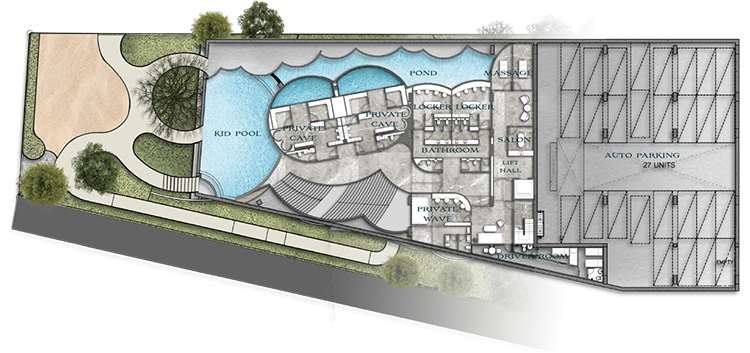 POND
MASSAGE
LOCKER LOCKER
PRIVATE
CAVE
PRIVATE
CAVE
KID POOL
BATHROOM
SALON
LIFT
HALL
AUTO PARKING
27 UNITS
PRIVATE
WAVE
DRIVER ROOM
EMPTY